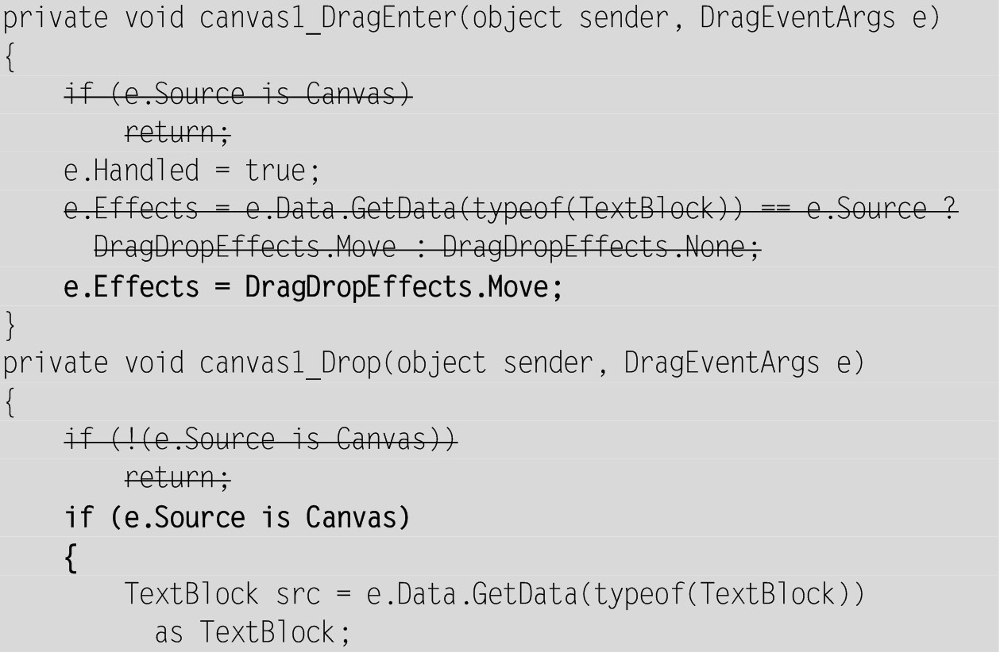 private void canvas1_DragEnter(object sender, DragEventArgs e)
{
    if (e.Source is Canvas)
        return;
    e.Handled = true;
    e.Effects = e.Data.GetData(typeof(TextBlock)) == e.Source ?
      DragDropEffects.Move : DragDropEffects.None;
    e.Effects = DragDropEffects.Move;
}
private void canvas1_Drop(object sender, DragEventArgs e)
{
    if (!(e.Source is Canvas))
        return;
    if (e.Source is Canvas)
    {
        TextBlock src = e.Data.GetData(typeof(TextBlock))
          as TextBlock;